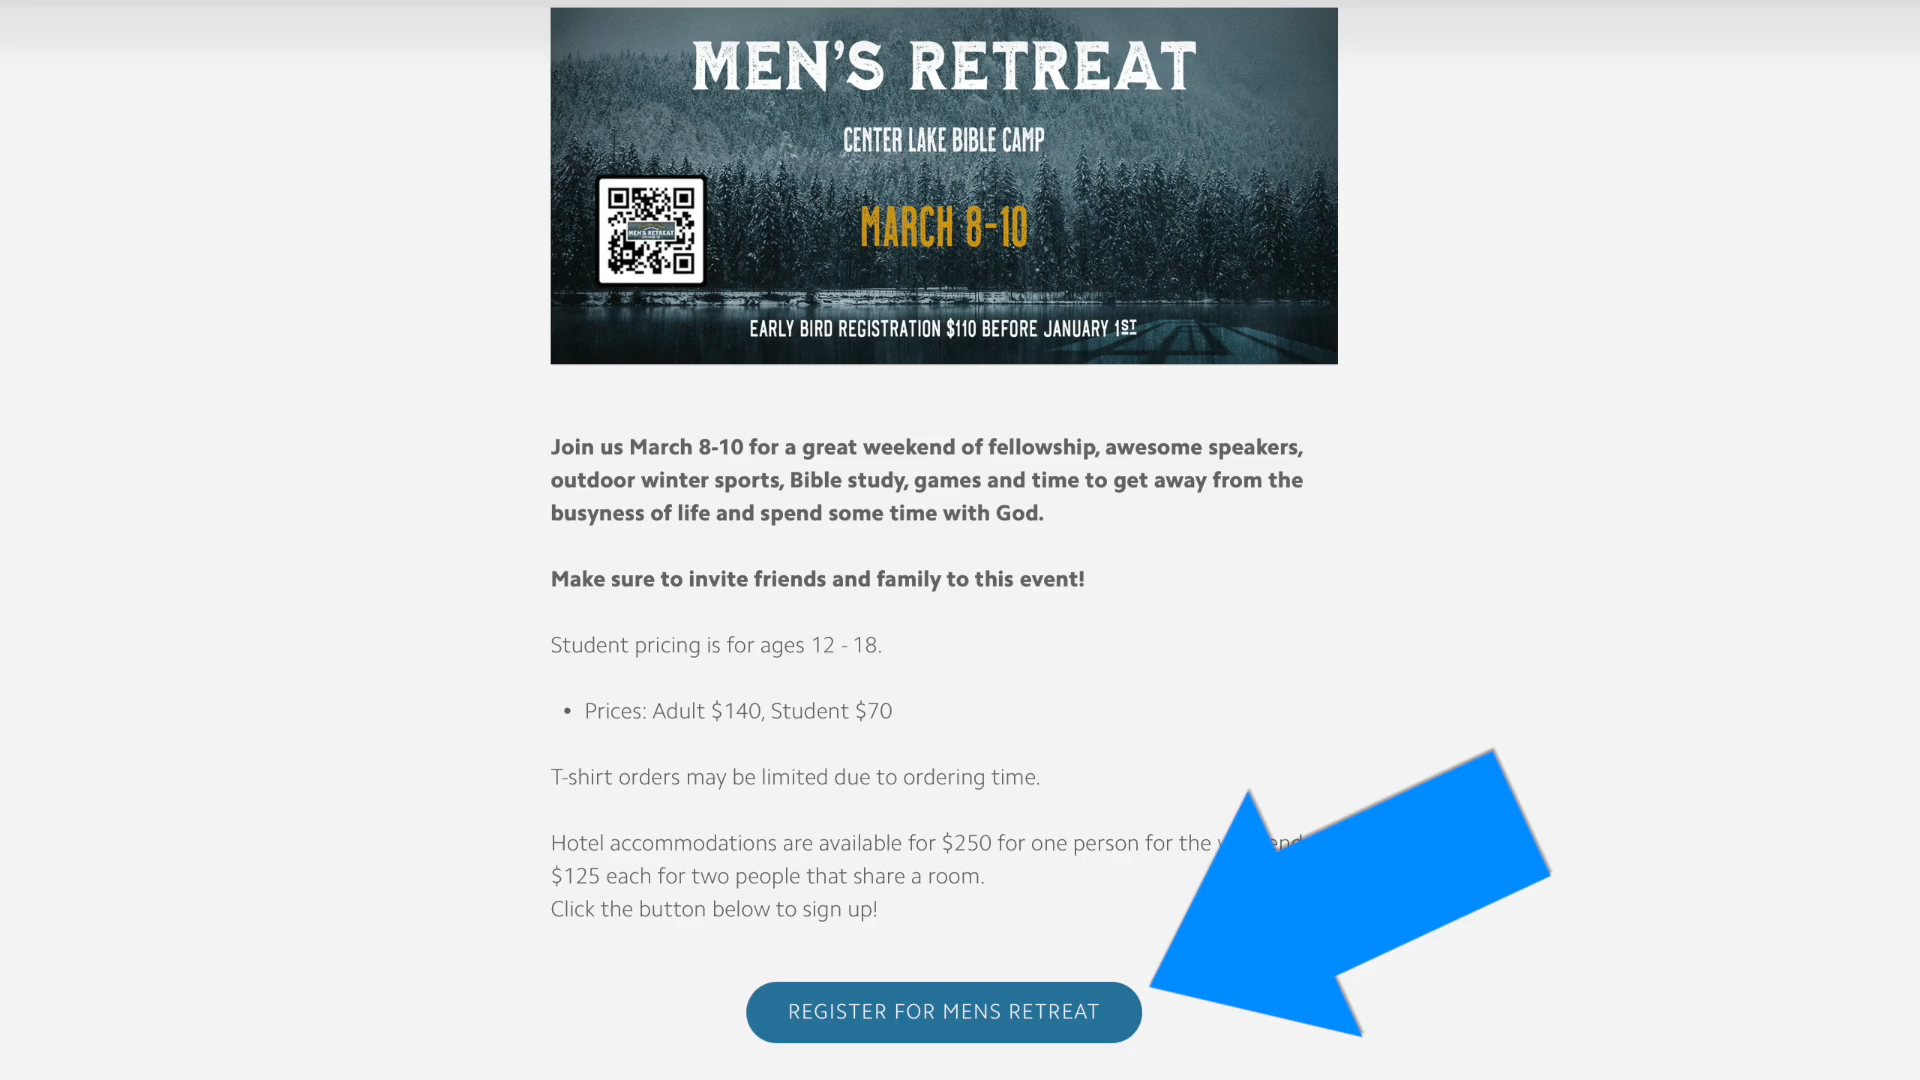 MEN'S RETREAT
CENTER LAKE BIBLE CAMP
MEN'S RETREAT
MARCH 8-10
EARLY BIRD REGISTRATION $110 BEFORE JANUARY 1ST
Join us March 8-10 for a great weekend of fellowship, awesome speakers,
outdoor winter sports, Bible study, games and time to get away from the
busyness of life and spend some time with God.
Make sure to invite friends and family to this event!
Student pricing is for ages 12 - 18.
• Prices: Adult $140, Student $70
T-shirt orders may be limited due to ordering time.
Hotel accommodations are available for $250 for one person for the
$125 each for two people that share a room.
Click the button below to sign up!
REGISTER FOR MENS RETREAT